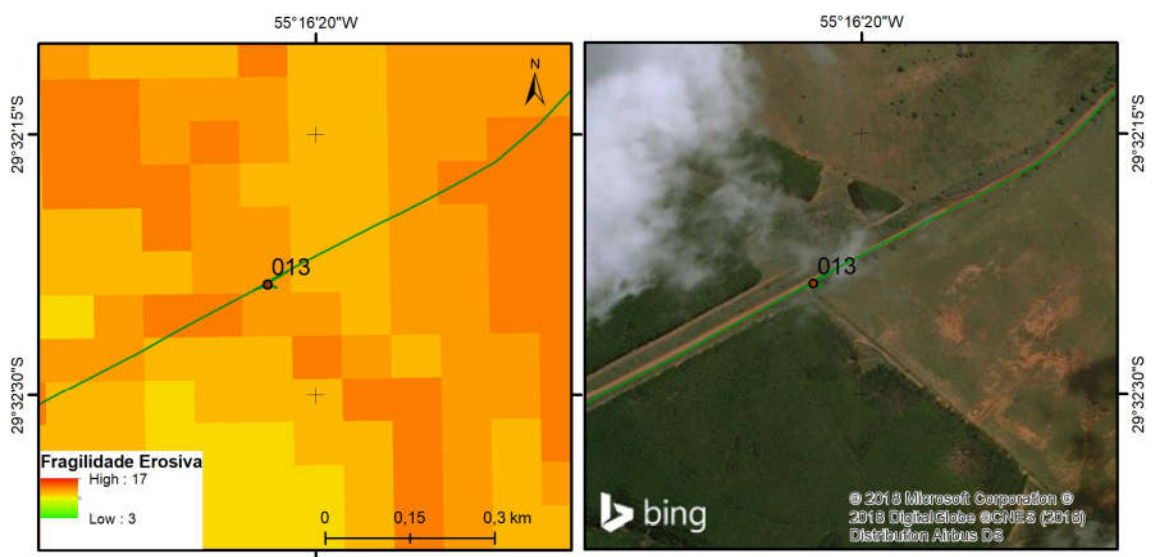 55°16'20"W
55°16'20"W
29°32'15"S
N
013
29°32'30"S
Fragilidade Erosiva
High : 17
Low : 3
0 0,15 0,3 km
29°32'15"S
013
29°32'30"S
bing
© 2018 Microsoft Corporation ©
2018 DigitalGlobe ©CNES (2018)
Distribution Airbus DS